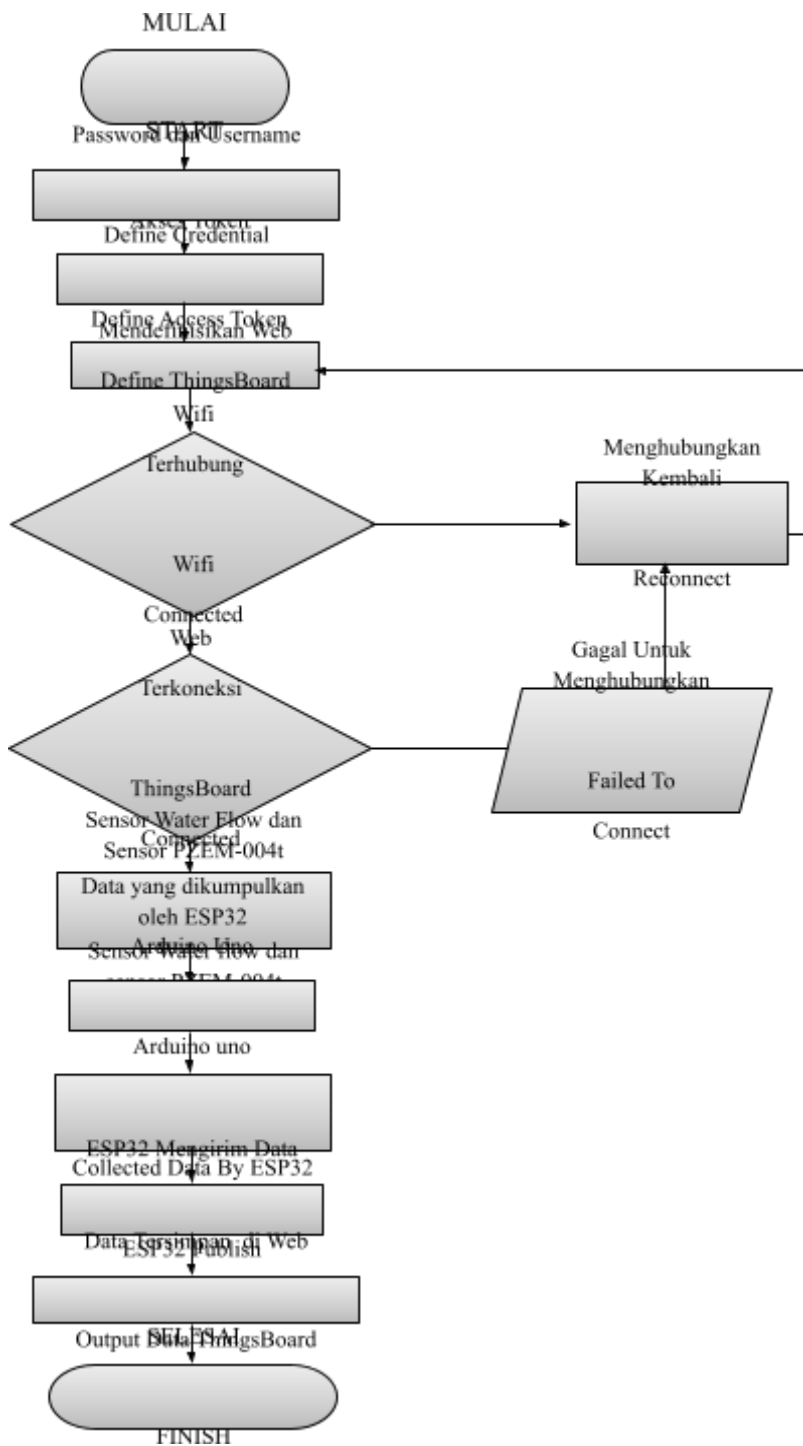 MULAI
START
Password dan Username
Akses Token
Define Credential
Define Access Token
Mendefinisikan Web
Define ThingsBoard
Wifi
Terhubung
Wifi
Connected
Web
Terkoneksi
ThingsBoard
Connected
Menghubungkan
Kembali
Reconnect
Gagal Untuk
Menghubungkan
Failed To
Connect
Sensor Water Flow dan
Sensor PZEM-004t
Data yang dikumpulkan
oleh ESP32
Arduino Uno
Sensor Water flow dan
sensor PZEM-004t
Arduino uno
ESP32 Mengirim Data
Collected Data By ESP32
Data Tersimpan di Web
ESP32 Publish
SELESAI
Output Data ThingsBoard
FINISH